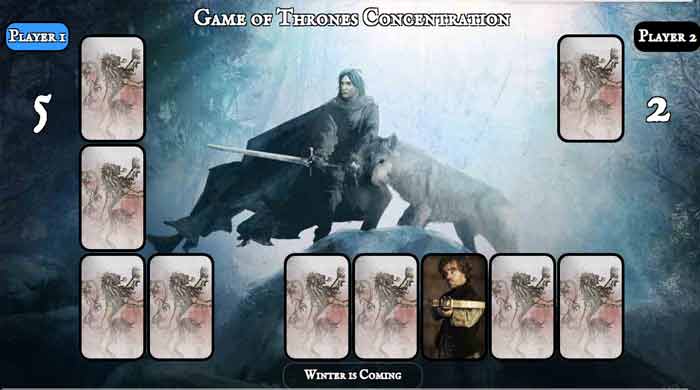 Game of Thrones Concentration
Player 1
Player 2
5
2
Winter is Coming